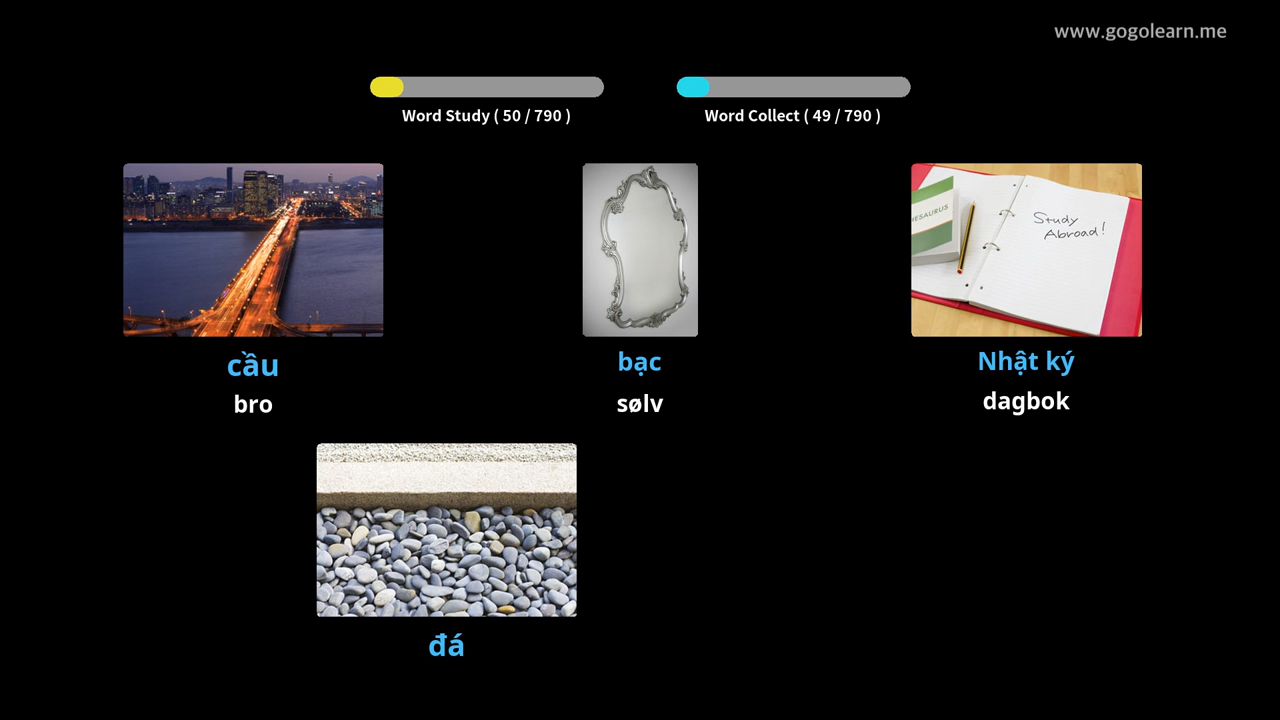 www.gogolearn.me
Word Study ( 50 / 790 )
Word Collect ( 49 / 790 )
HESAURUS
Study
Abroad!
cầu
bạc
Nhật ký
bro
sølv
dagbok
đá